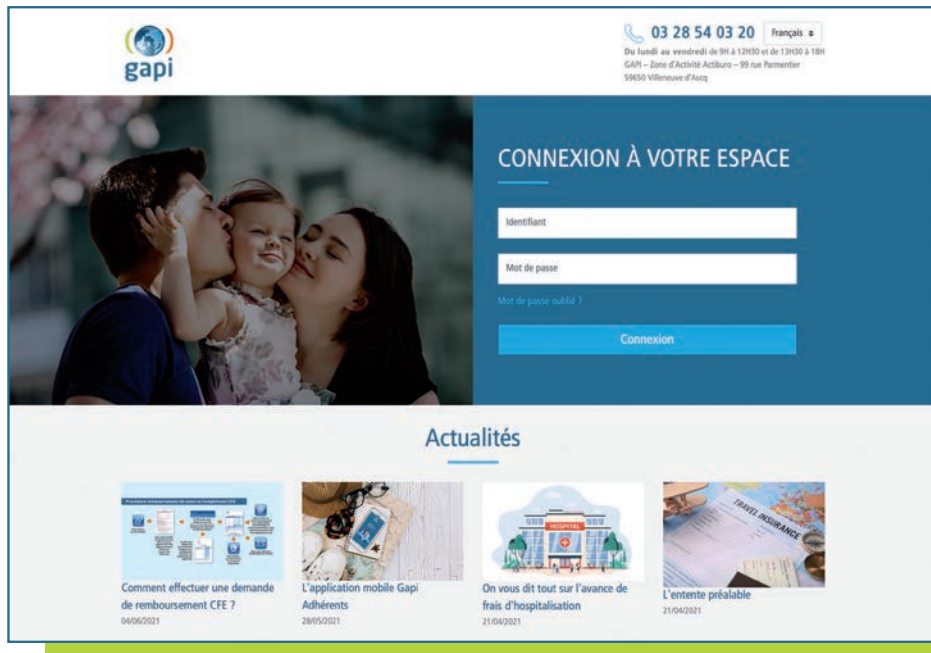 gapi
03 28 54 03 20
Français
Du lundi au vendredi de 9H à 12H30 et de 13H30 à 18H
GAPI – Zone d'Activité Actiburo – 99 rue Parmentier
59650 Villeneuve d'Ascq
CONNEXION À VOTRE ESPACE
Identifiant
Mot de passe
Mot de passe oublié ?
Connexion
Actualités
HOSPITAL
TRAVEL INSURANCE
Comment effectuer une demande
de remboursement CFE ?
04/06/2021
L'application mobile Gapi
Adhérents
28/05/2021
On vous dit tout sur l'avance de
frais d'hospitalisation
21/04/2021
L'entente préalable
21/04/2021